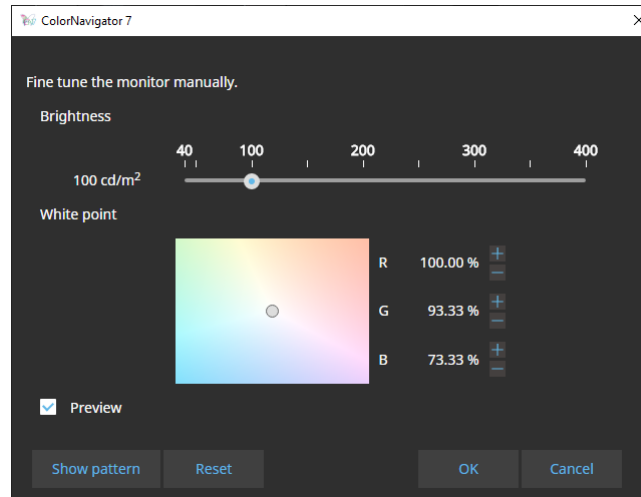 ColorNavigator 7
Fine tune the monitor manually.
Brightness
40 100 200 300 400
100 cd/m²
White point
R 100.00 %
G 93.33 %
B 73.33 %
Preview
Show pattern Reset OK Cancel